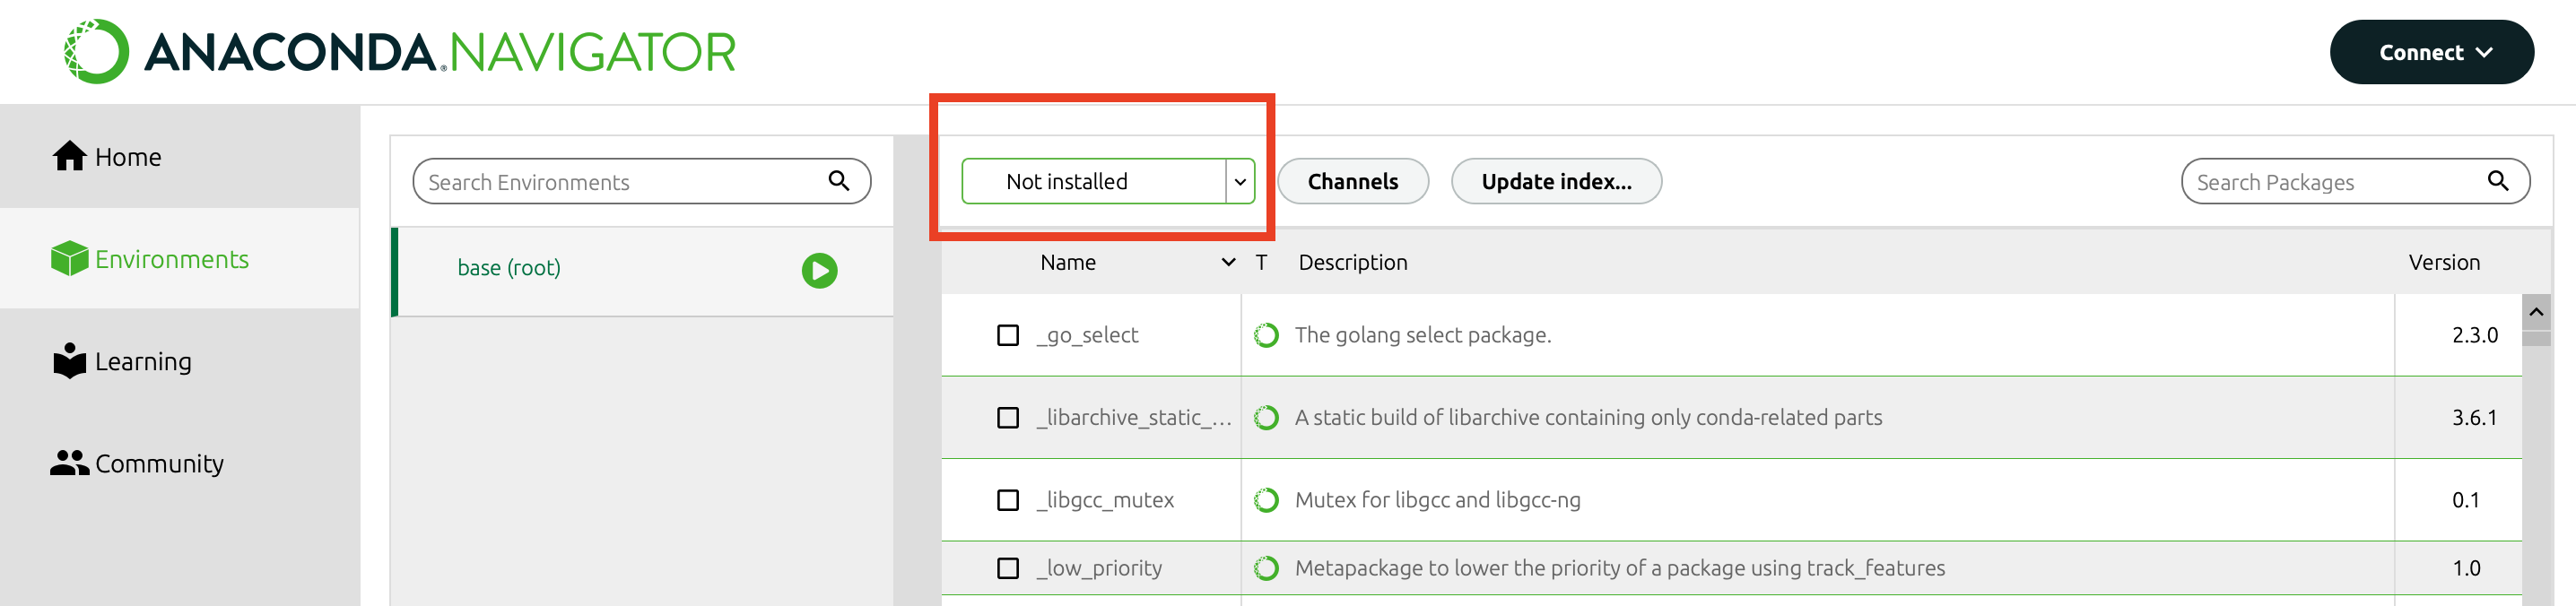 ANACONDA.NAVIGATOR
Connect
Home
Environments
Learning
Community
Search Environments
base (root)
Not installed
Channels
Update index...
Search Packages
Name T Description Version
_go_select The golang select package. 2.3.0
_libarchive_static_... A static build of libarchive containing only conda-related parts 3.6.1
_libgcc_mutex Mutex for libgcc and libgcc-ng 0.1
_low_priority Metapackage to lower the priority of a package using track_features 1.0